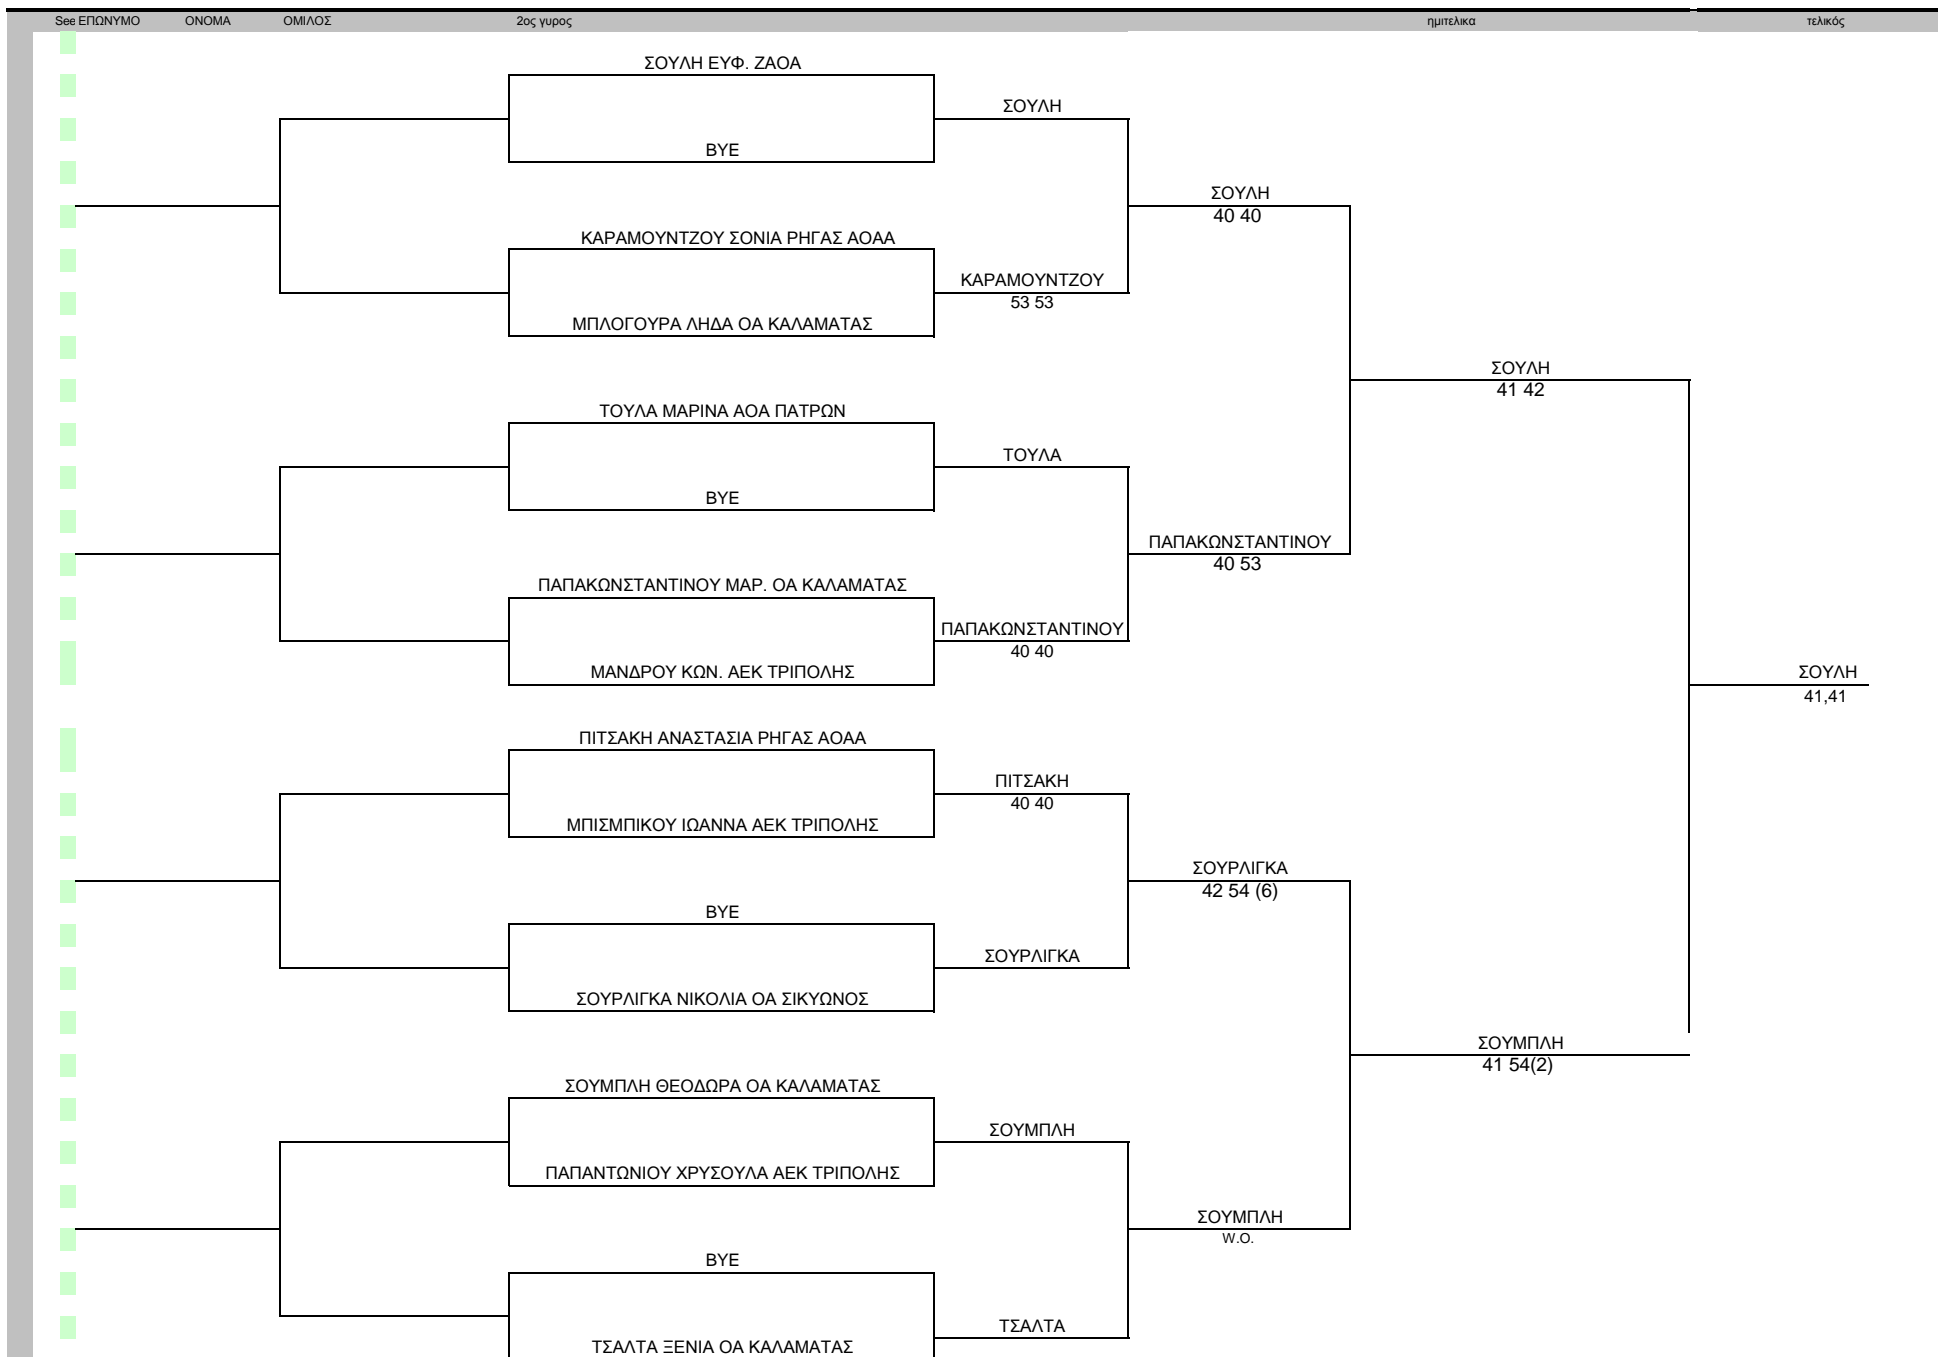 See ΕΠΩΝΥΜΟ ΟΝΟΜΑ ΟΜΙΛΟΣ 2ος γυρος ημιτελικα τελικός
ΣΟΥΛΗ ΕΥΦ. ΖΑΟΑ
ΣΟΥΛΗ
BYE
ΣΟΥΛΗ
40 40
ΚΑΡΑΜΟΥΝΤΖΟΥ ΣΟΝΙΑ ΡΗΓΑΣ ΑΟΑΑ
ΚΑΡΑΜΟΥΝΤΖΟΥ
53 53
ΜΠΛΟΓΟΥΡΑ ΛΗΔΑ ΟΑ ΚΑΛΑΜΑΤΑΣ
ΣΟΥΛΗ
41 42
ΤΟΥΛΑ ΜΑΡΙΝΑ ΑΟΑ ΠΑΤΡΩΝ
ΤΟΥΛΑ
BYE
ΠΑΠΑΚΩΝΣΤΑΝΤΙΝΟΥ
40 53
ΠΑΠΑΚΩΝΣΤΑΝΤΙΝΟΥ ΜΑΡ. ΟΑ ΚΑΛΑΜΑΤΑΣ
ΠΑΠΑΚΩΝΣΤΑΝΤΙΝΟΥ
40 40
ΜΑΝΔΡΟΥ ΚΩΝ. ΑΕΚ ΤΡΙΠΟΛΗΣ
ΣΟΥΛΗ
41,41
ΠΙΤΣΑΚΗ ΑΝΑΣΤΑΣΙΑ ΡΗΓΑΣ ΑΟΑΑ
ΠΙΤΣΑΚΗ
40 40
ΜΠΙΣΜΠΙΚΟΥ ΙΩΑΝΝΑ ΑΕΚ ΤΡΙΠΟΛΗΣ
ΣΟΥΡΛΙΓΚΑ
42 54 (6)
BYE
ΣΟΥΡΛΙΓΚΑ
ΣΟΥΡΛΙΓΚΑ ΝΙΚΟΛΙΑ ΟΑ ΣΙΚΥΩΝΟΣ
ΣΟΥΜΠΛΗ
41 54(2)
ΣΟΥΜΠΛΗ ΘΕΟΔΩΡΑ ΟΑ ΚΑΛΑΜΑΤΑΣ
ΣΟΥΜΠΛΗ
ΠΑΠΑΝΤΩΝΙΟΥ ΧΡΥΣΟΥΛΑ ΑΕΚ ΤΡΙΠΟΛΗΣ
ΣΟΥΜΠΛΗ
W.O.
BYE
ΤΣΑΛΤΑ
ΤΣΑΛΤΑ ΞΕΝΙΑ ΟΑ ΚΑΛΑΜΑΤΑΣ